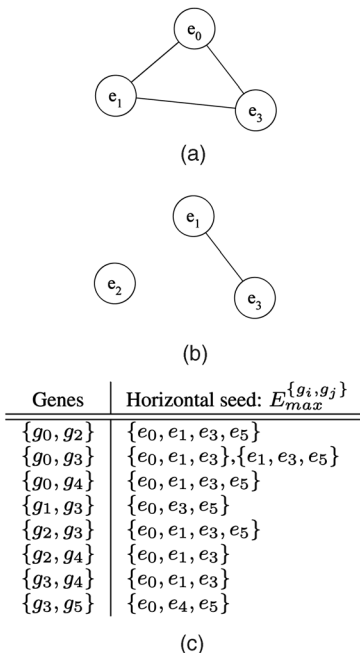 e0
e1
e3
(a)
e1
e2
e3
(b)
Genes Horizontal seed: E_{max}^{\{g_i, g_j\}}
{g0, g2} {e0, e1, e3, e5}
{g0, g3} {e0, e1, e3},{e1, e3, e5}
{g0, g4} {e0, e1, e3, e5}
{g1, g3} {e0, e3, e5}
{g2, g3} {e0, e1, e3, e5}
{g2, g4} {e0, e1, e3}
{g3, g4} {e0, e1, e3}
{g3, g5} {e0, e4, e5}
(c)